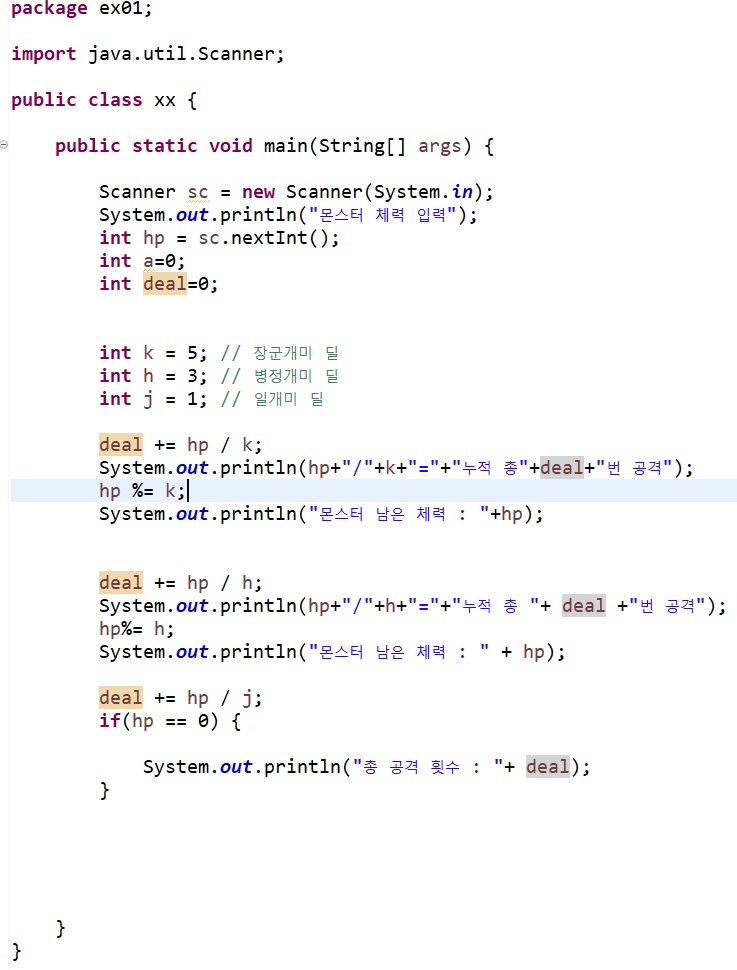 package ex01;
import java.util.Scanner;
public class xx {
public static void main(String[] args) {
Scanner sc = new Scanner(System.in);
System.out.println("몬스터 체력 입력");
int hp = sc.nextInt();
int a=0;
int deal=0;
int k = 5; // 장군개미 딜
int h = 3; // 병정개미 딜
int j = 1; // 일개미 딜
deal += hp / k;
System.out.println(hp+"/"+k+"="+"누적 총"+deal+"번 공격");
hp %= k;
System.out.println("몬스터 남은 체력 : "+hp);
deal += hp / h;
System.out.println(hp+"/"+h+"="+"누적 총 "+ deal +"번 공격");
hp%= h;
System.out.println("몬스터 남은 체력 : " + hp);
deal += hp / j;
if(hp == 0) {
System.out.println("총 공격 횟수 : "+ deal);
}
}
}